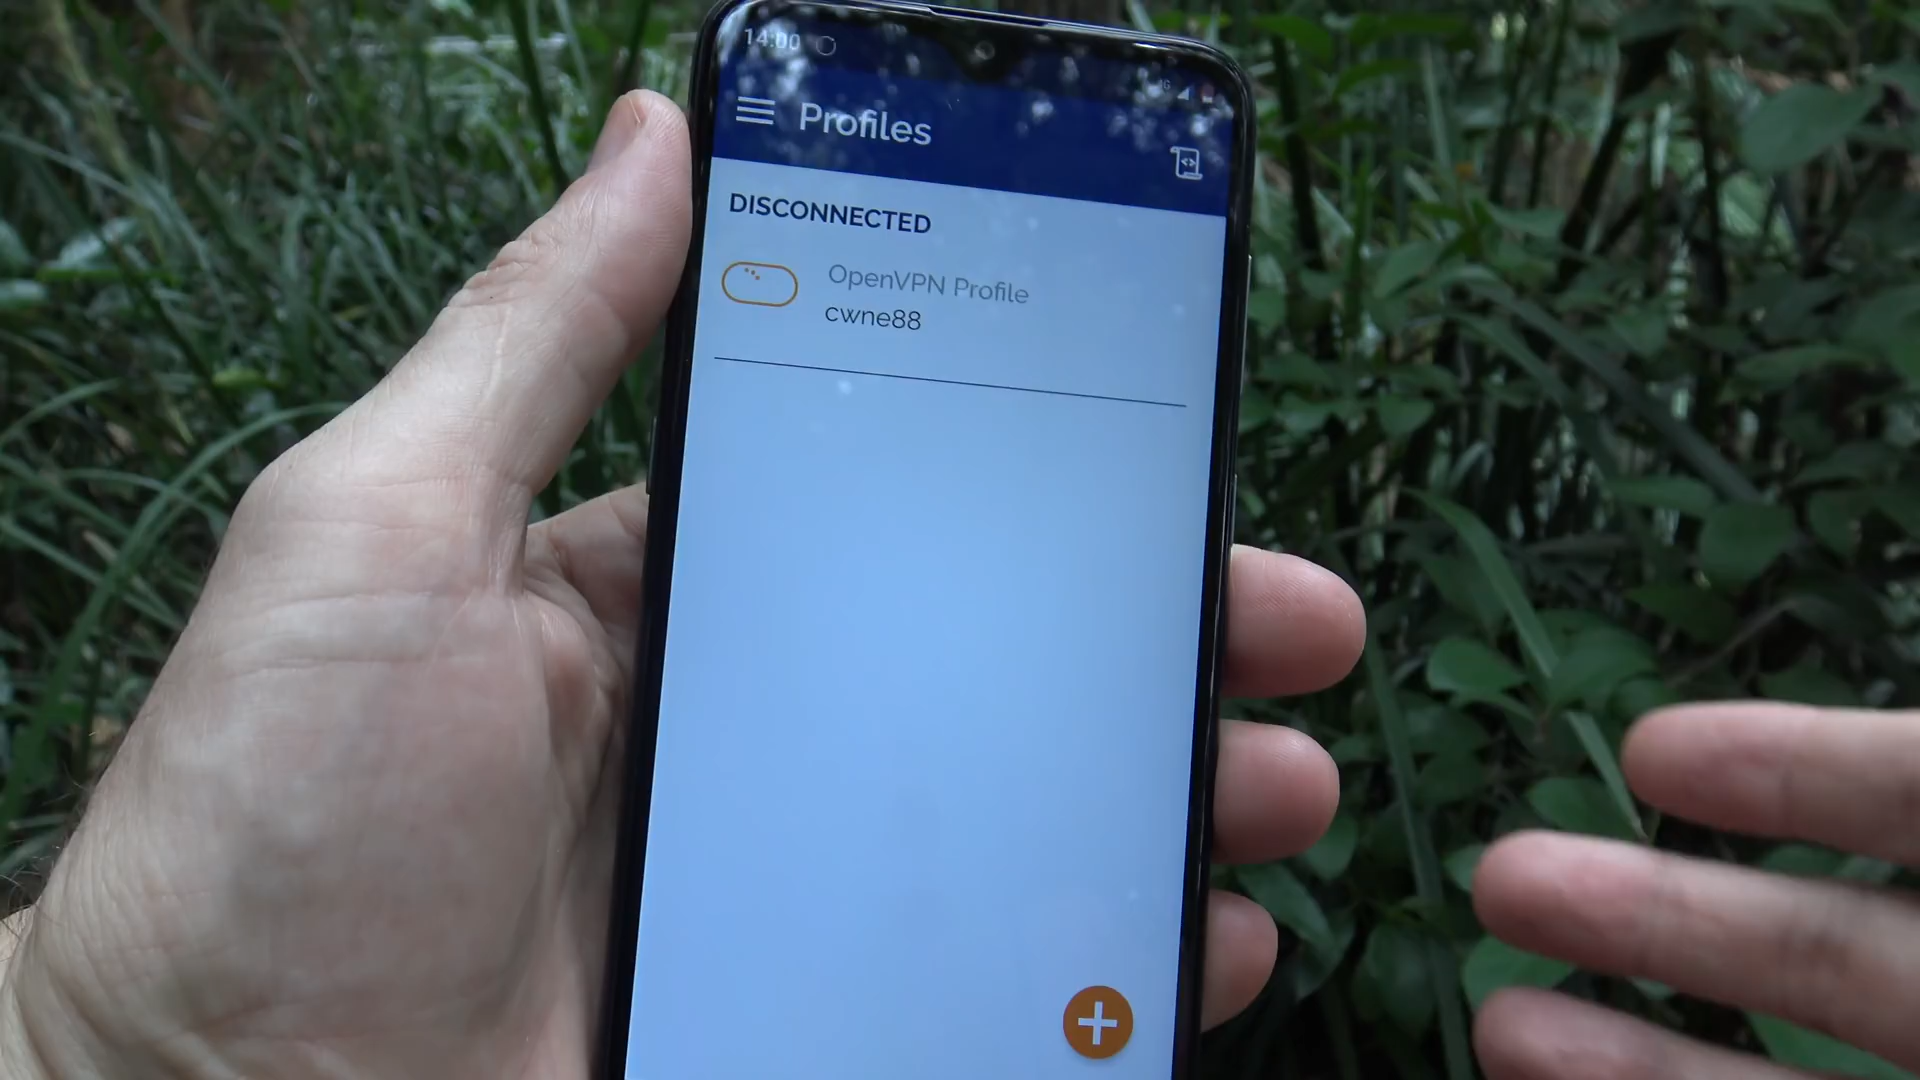 14:00
Profiles
DISCONNECTED
OpenVPN Profile
cwne88